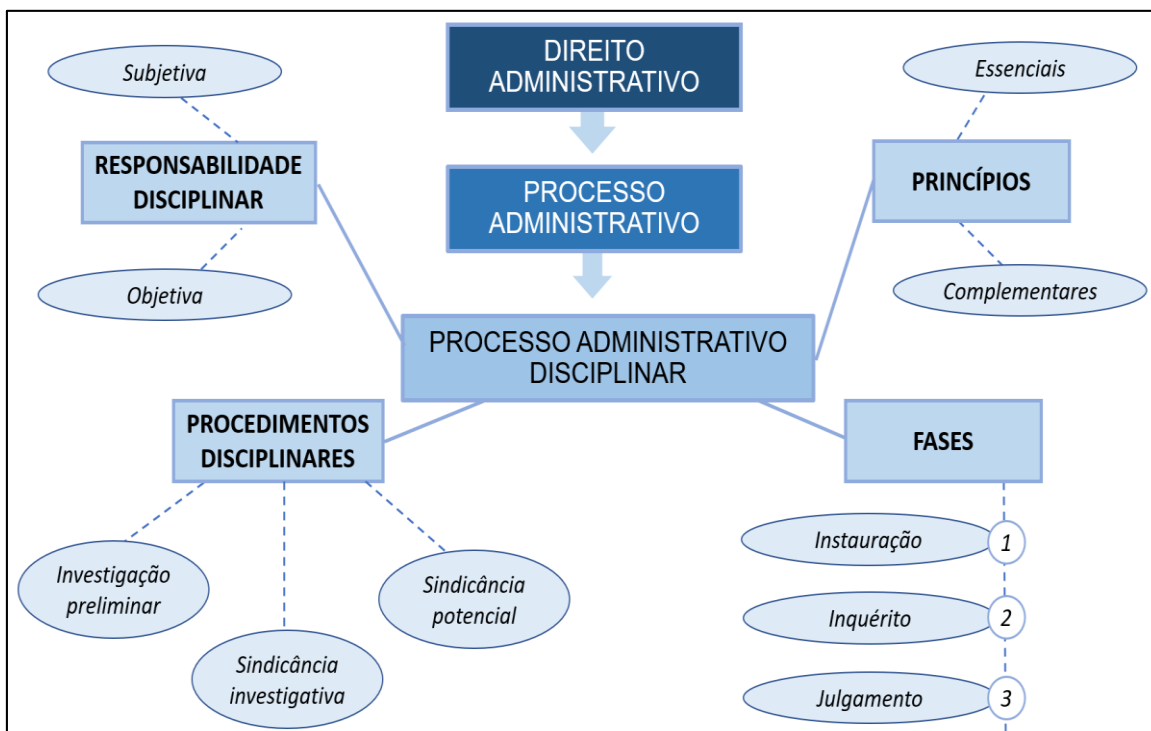 DIREITO
ADMINISTRATIVO
PROCESSO
ADMINISTRATIVO
PROCESSO ADMINISTRATIVO
DISCIPLINAR
Subjetiva
RESPONSABILIDADE
DISCIPLINAR
Objetiva
Essenciais
PRINCÍPIOS
Complementares
PROCEDIMENTOS
DISCIPLINARES
Investigação
preliminar
Sindicância
investigativa
Sindicância
potencial
FASES
Instauração 1
Inquérito 2
Julgamento 3